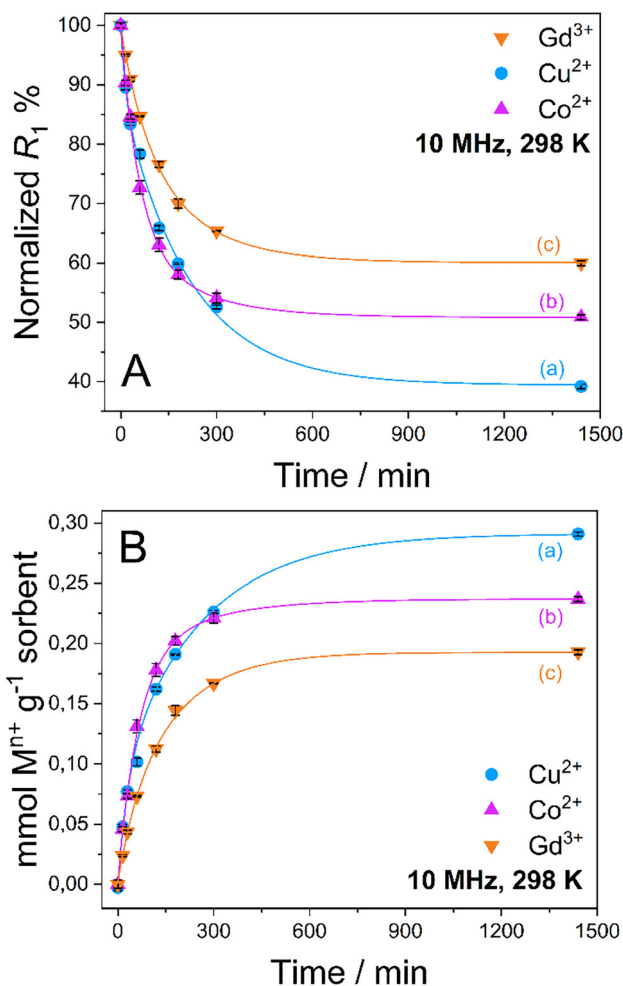 100
90
80
70
60
50
40
Normalized R₁ %
Gd³⁺
Cu²⁺
Co²⁺
10 MHz, 298 K
(c)
(b)
(a)
A
0 300 600 900 1200 1500
Time / min
0,30
0,25
0,20
0,15
0,10
0,05
0,00
mmol Mⁿ⁺ g⁻¹ sorbent
B
(a)
(b)
(c)
Cu²⁺
Co²⁺
Gd³⁺
10 MHz, 298 K
0 300 600 900 1200 1500
Time / min